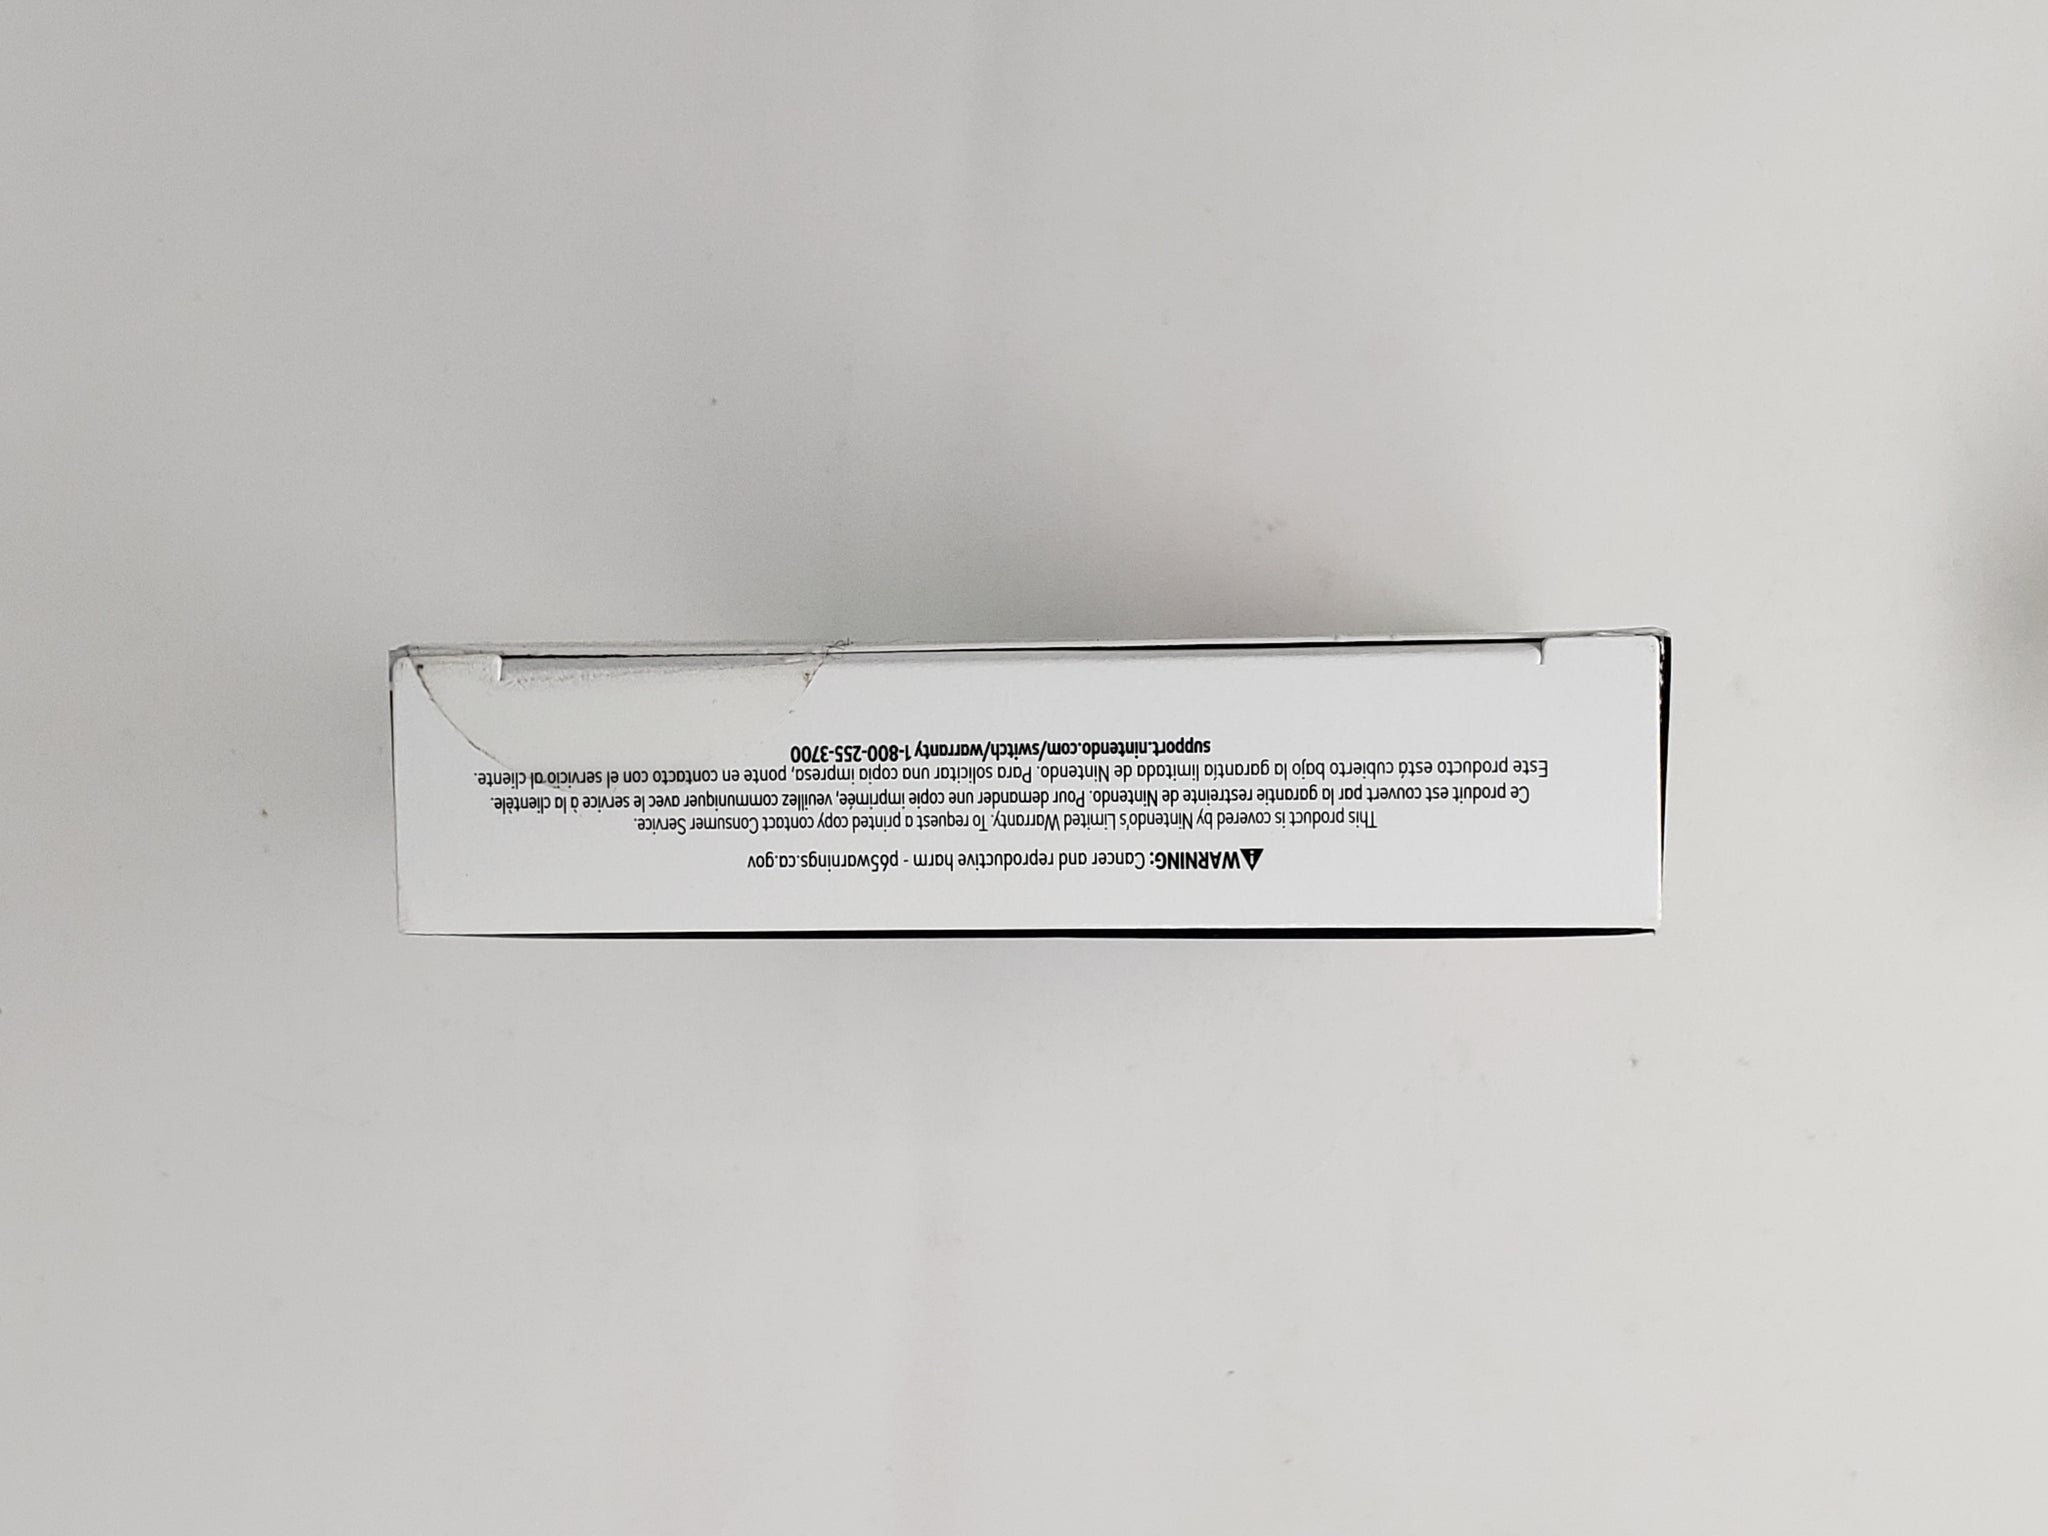 ⚠WARNING: Cancer and reproductive harm - p65warnings.ca.gov
This product is covered by Nintendo's Limited Warranty. To request a printed copy contact Consumer Service.
Ce produit est couvert par la garantie restreinte de Nintendo. Pour demander une copie imprimée, veuillez communiquer avec le service à la clientèle.
Este producto está cubierto bajo la garantía limitada de Nintendo. Para solicitar una copia impresa, ponte en contacto con el servicio al cliente.
support.nintendo.com/switch/warranty 1-800-255-3700